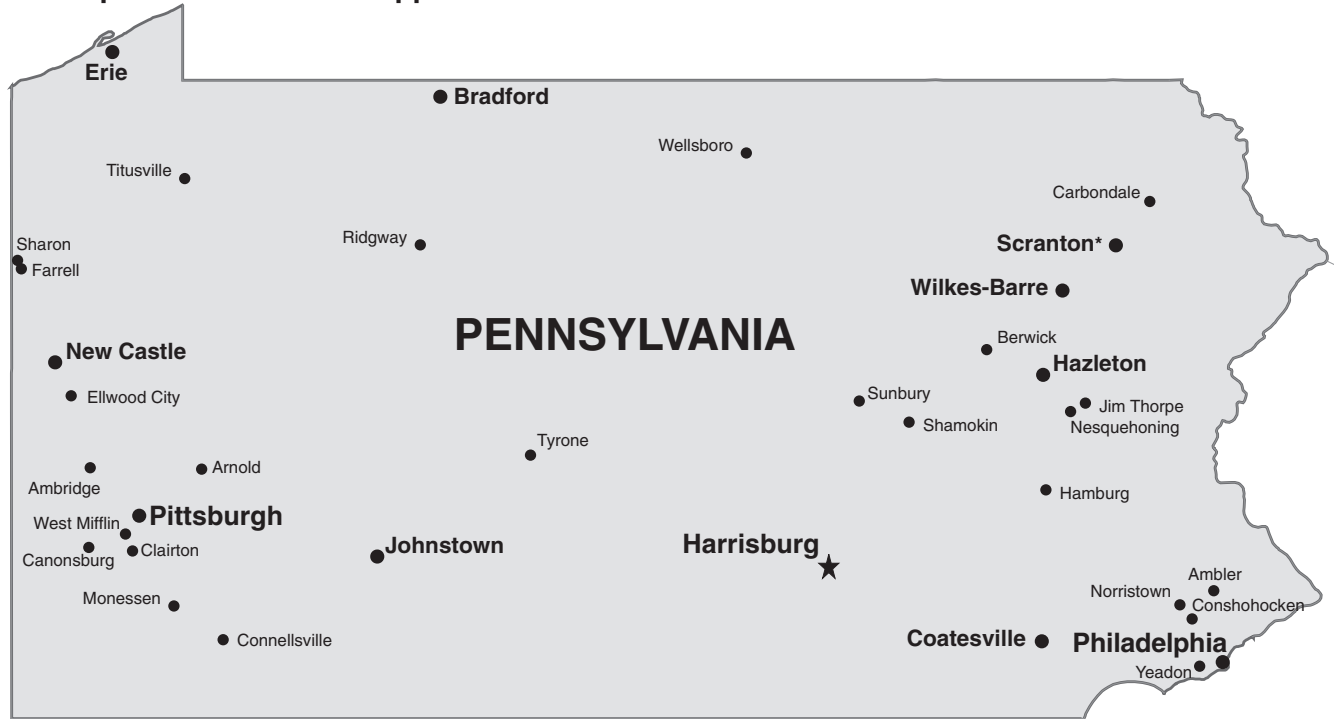 Erie
Bradford
Wellsboro
Titusville
Carbondale
Ridgway
Sharon
Scranton*
Farrell
Wilkes-Barre
PENNSYLVANIA
Berwick
New Castle
Hazleton
Ellwood City
Sunbury
Jim Thorpe
Shamokin
Nesquehoning
Tyrone
Arnold
Ambridge
Hamburg
Pittsburgh
West Mifflin
Johnstown
Harrisburg
Clairton
Canonsburg
Ambler
Norristown
Monessen
Conshohocken
Connellsville
Coatesville
Philadelphia
Yeadon